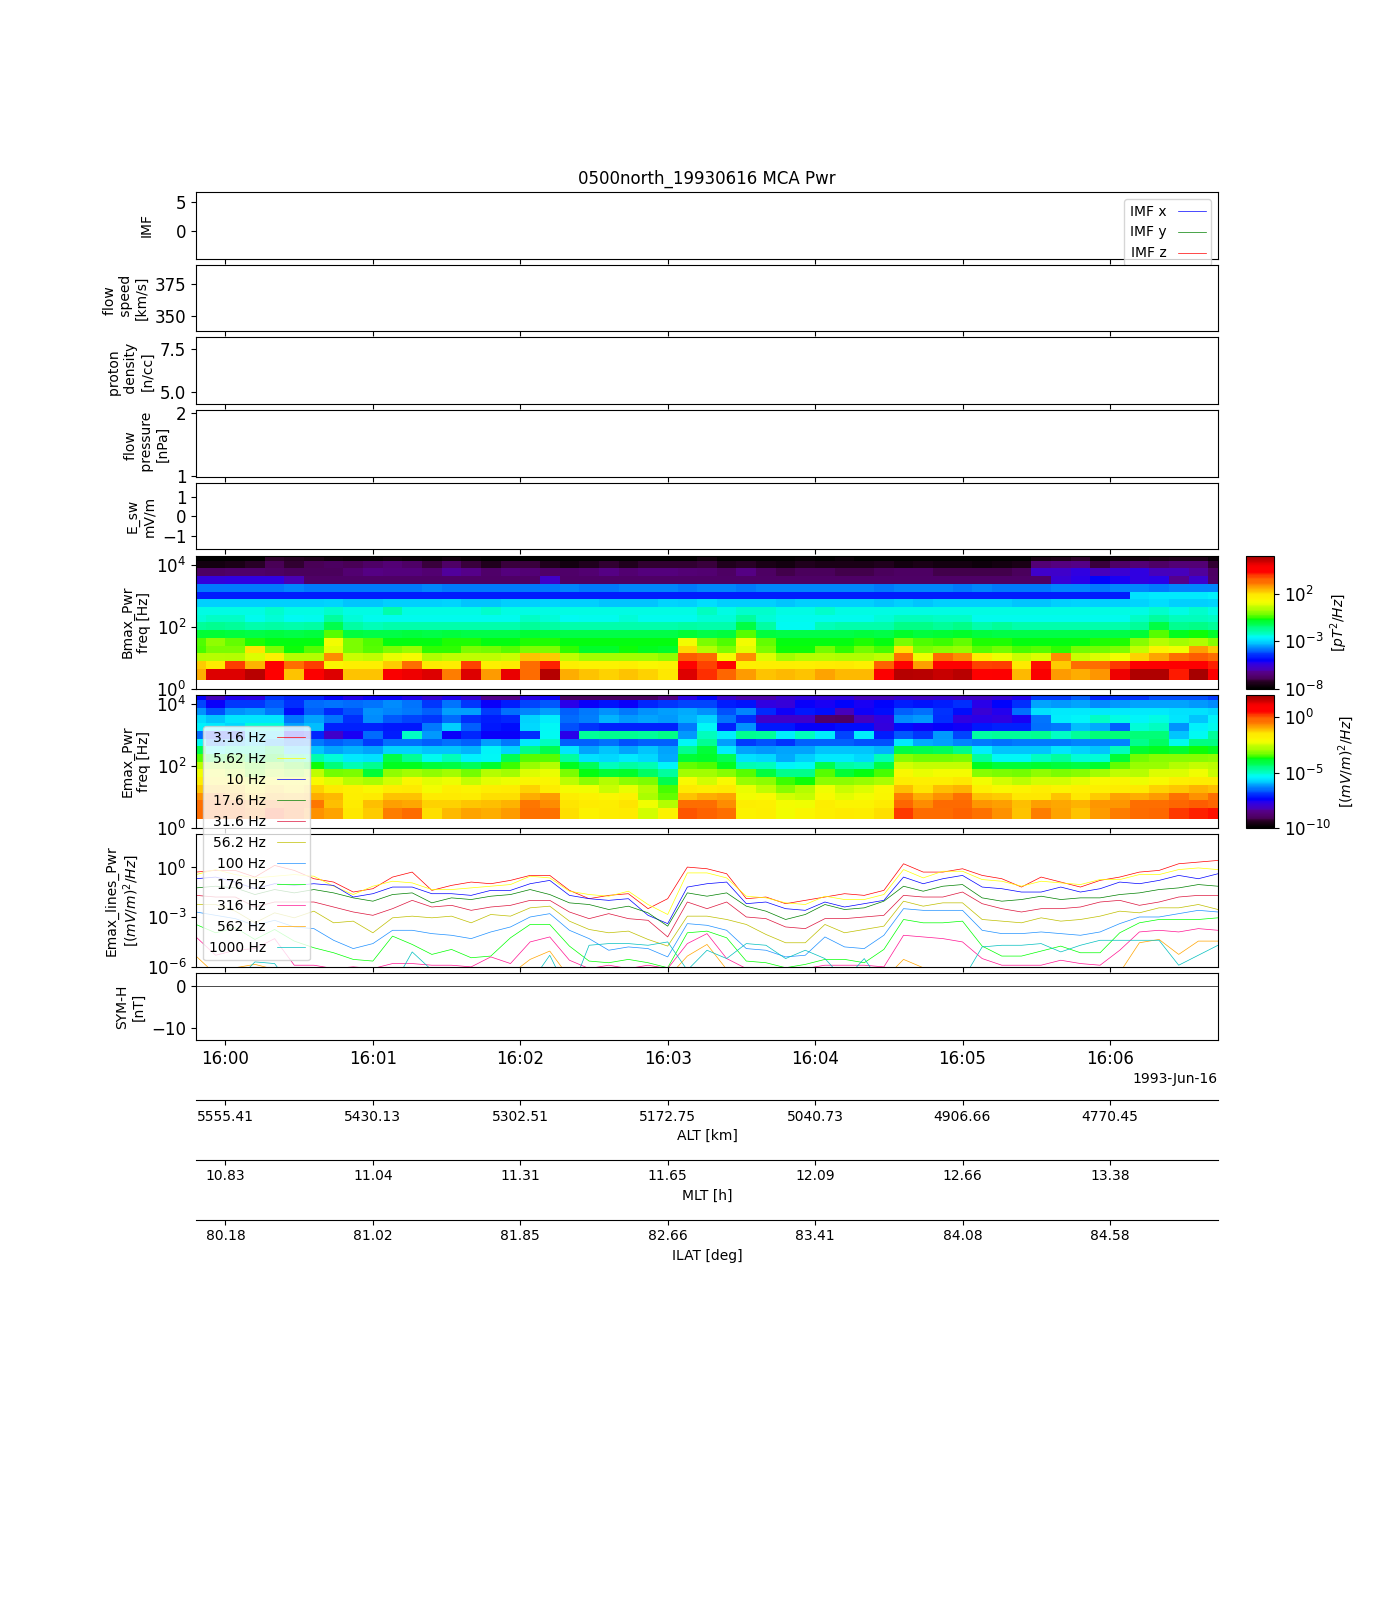 0500north_19930616 MCA Pwr
5
0
IMF
IMF x
IMF y
IMF z
375
350
flow
speed
[km/s]
7.5
5.0
proton
density
[n/cc]
2
1
flow
pressure
[nPa]
1
0
−1
E_sw
mV/m
10^4
10^2
10^0
Bmax_Pwr
freq [Hz]
10^2
10^−3
10^−8
[pT^2/Hz]
10^4
10^2
10^0
Emax_Pwr
freq [Hz]
10^0
10^−5
10^−10
[(mV/m)^2/Hz]
3.16 Hz
5.62 Hz
10 Hz
17.6 Hz
31.6 Hz
56.2 Hz
100 Hz
176 Hz
316 Hz
562 Hz
1000 Hz
10^0
10^−3
10^−6
Emax_lines_Pwr
[(mV/m)^2/Hz]
0
−10
SYM-H
[nT]
16:00 16:01 16:02 16:03 16:04 16:05 16:06
1993-Jun-16
5555.41 5430.13 5302.51 5172.75 5040.73 4906.66 4770.45
ALT [km]
10.83 11.04 11.31 11.65 12.09 12.66 13.38
MLT [h]
80.18 81.02 81.85 82.66 83.41 84.08 84.58
ILAT [deg]